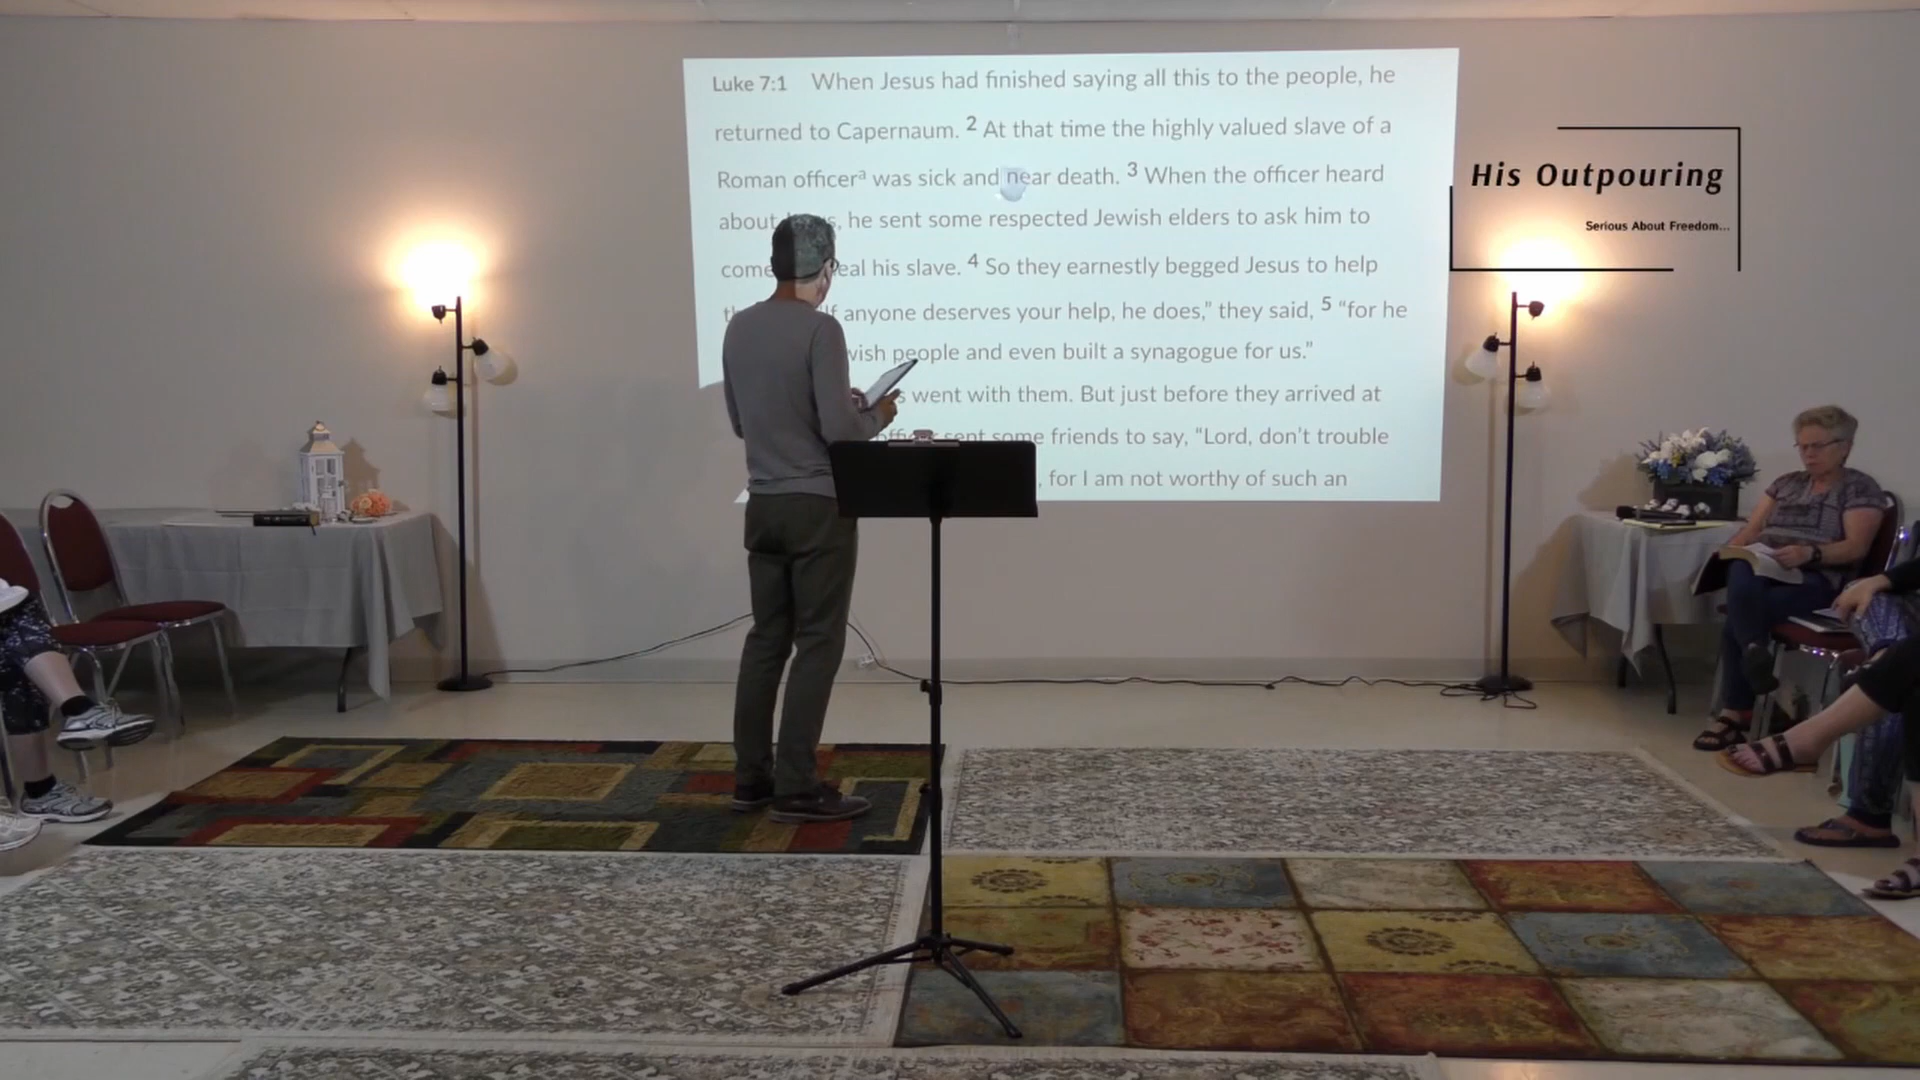 Luke 7:1 When Jesus had finished saying all this to the people, he
returned to Capernaum. 2 At that time the highly valued slave of a
Roman officerᵃ was sick and near death. 3 When the officer heard
about, he sent some respected Jewish elders to ask him to
come his slave. 4 So they earnestly begged Jesus to help
“If anyone deserves your help, he does,” they said, 5 “for he
people and even built a synagogue for us.”
went with them. But just before they arrived at
sent some friends to say, “Lord, don’t trouble
, for I am not worthy of such an
His Outpouring
Serious About Freedom...